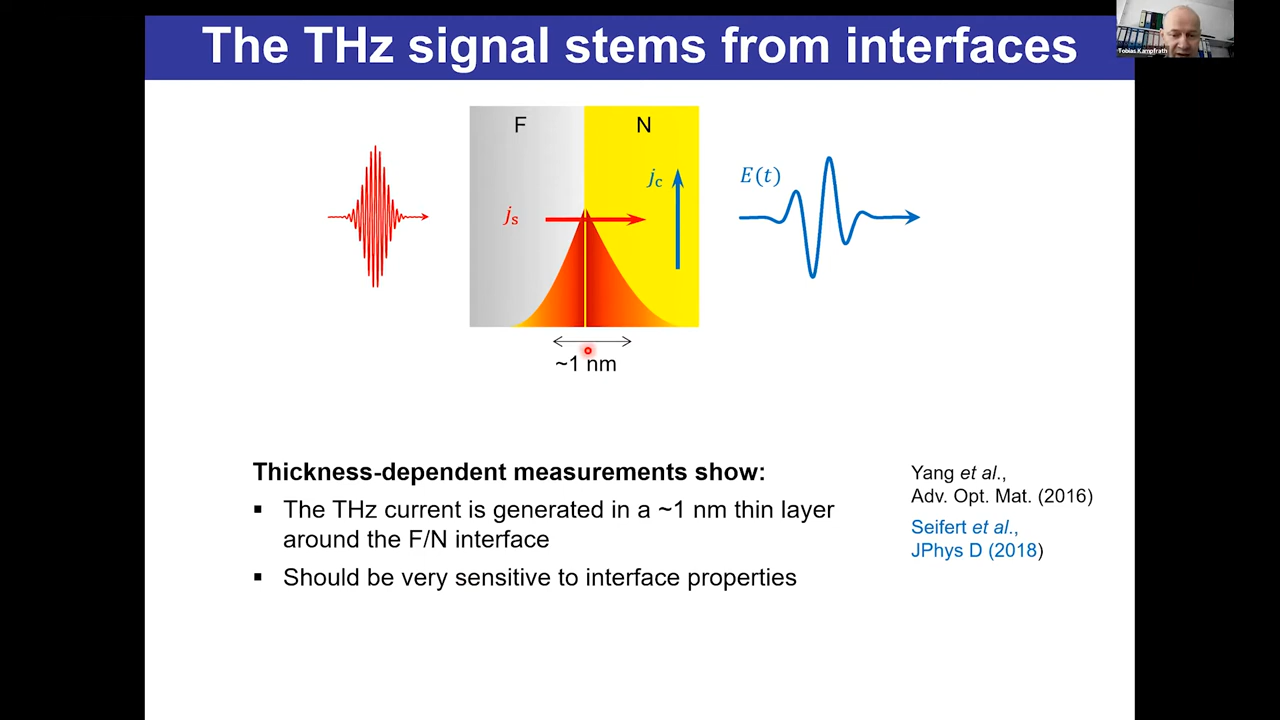 The THz signal stems from interfaces
Tobias Kampfrath
F
N
j_c
E(t)
j_s
~1 nm
Thickness-dependent measurements show:
▪ The THz current is generated in a ~1 nm thin layer
around the F/N interface
▪ Should be very sensitive to interface properties
Yang et al.,
Adv. Opt. Mat. (2016)
Seifert et al.,
JPhys D (2018)